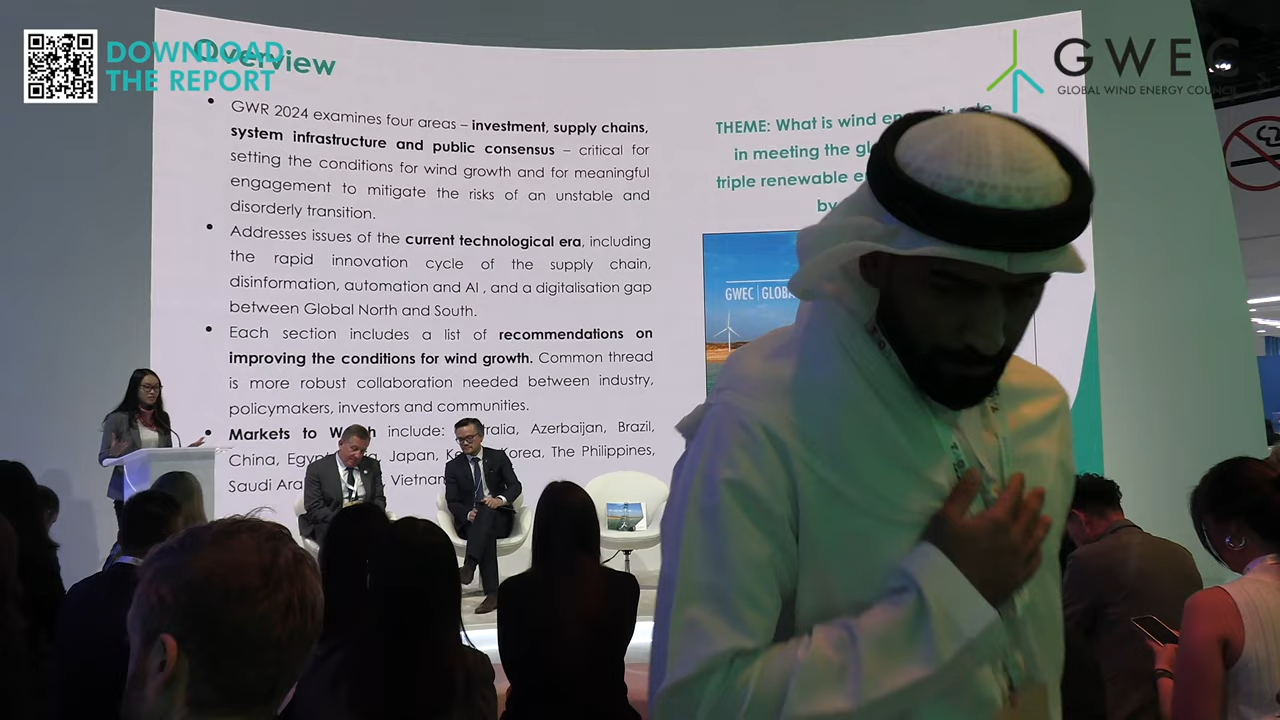 DOWNLOAD
THE REPORT
Overview
GWR 2024 examines four areas – investment, supply chains,
system infrastructure and public consensus – critical for
setting the conditions for wind growth and for meaningful
engagement to mitigate the risks of an unstable and
disorderly transition.
Addresses issues of the current technological era, including
the rapid innovation cycle of the supply chain,
disinformation, automation and AI , and a digitalisation gap
between Global North and South.
Each section includes a list of recommendations on
improving the conditions for wind growth. Common thread
is more robust collaboration needed between industry,
policymakers, investors and communities.
Markets to include: Azerbaijan, Brazil,
China, Japan, Korea, The Philippines,
Saudi Vietnam
THEME: What is wind
in meeting the
triple renewable
by
GWEC | GLOBA
GWEC
GLOBAL WIND ENERGY COUNCIL